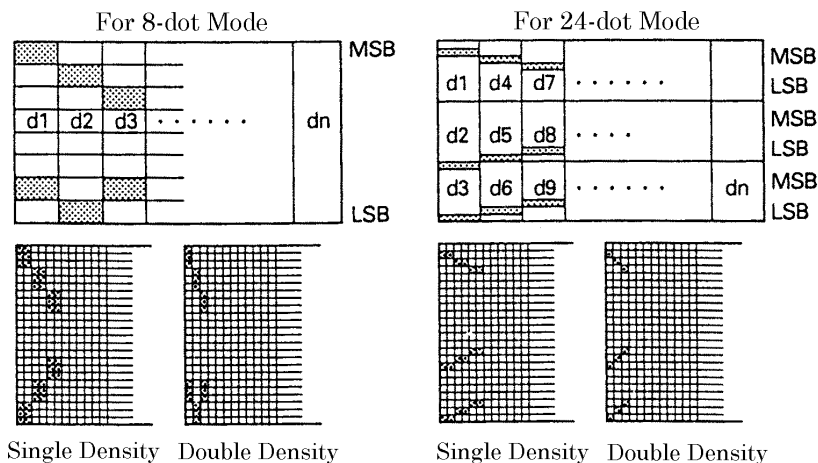 For 8-dot Mode
For 24-dot Mode
MSB
d1 d2 d3 · · · · · · · dn
LSB
MSB
d1 d4 d7 · · · · · ·
LSB
MSB
d2 d5 d8 · · · ·
LSB
d3 d6 d9 · · · · · · dn
MSB
LSB
Single Density
Double Density
Single Density
Double Density